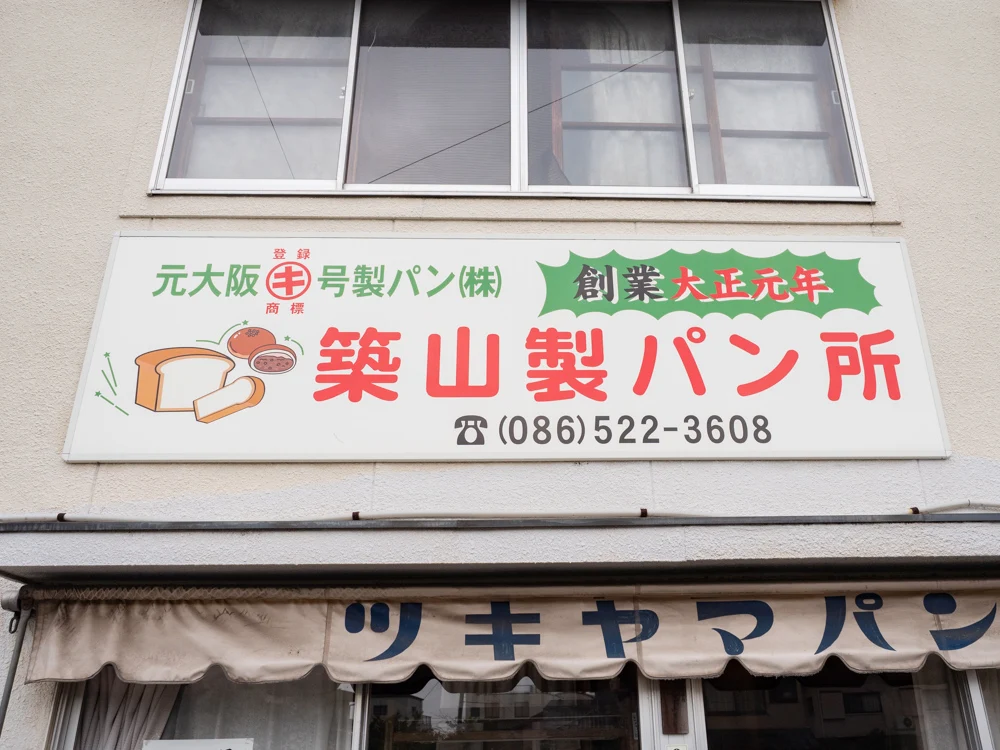 登録
元大阪㋖号製パン㈱
商標
創業大正元年
築山製パン所
☎(086)522-3608
ツキヤマパン